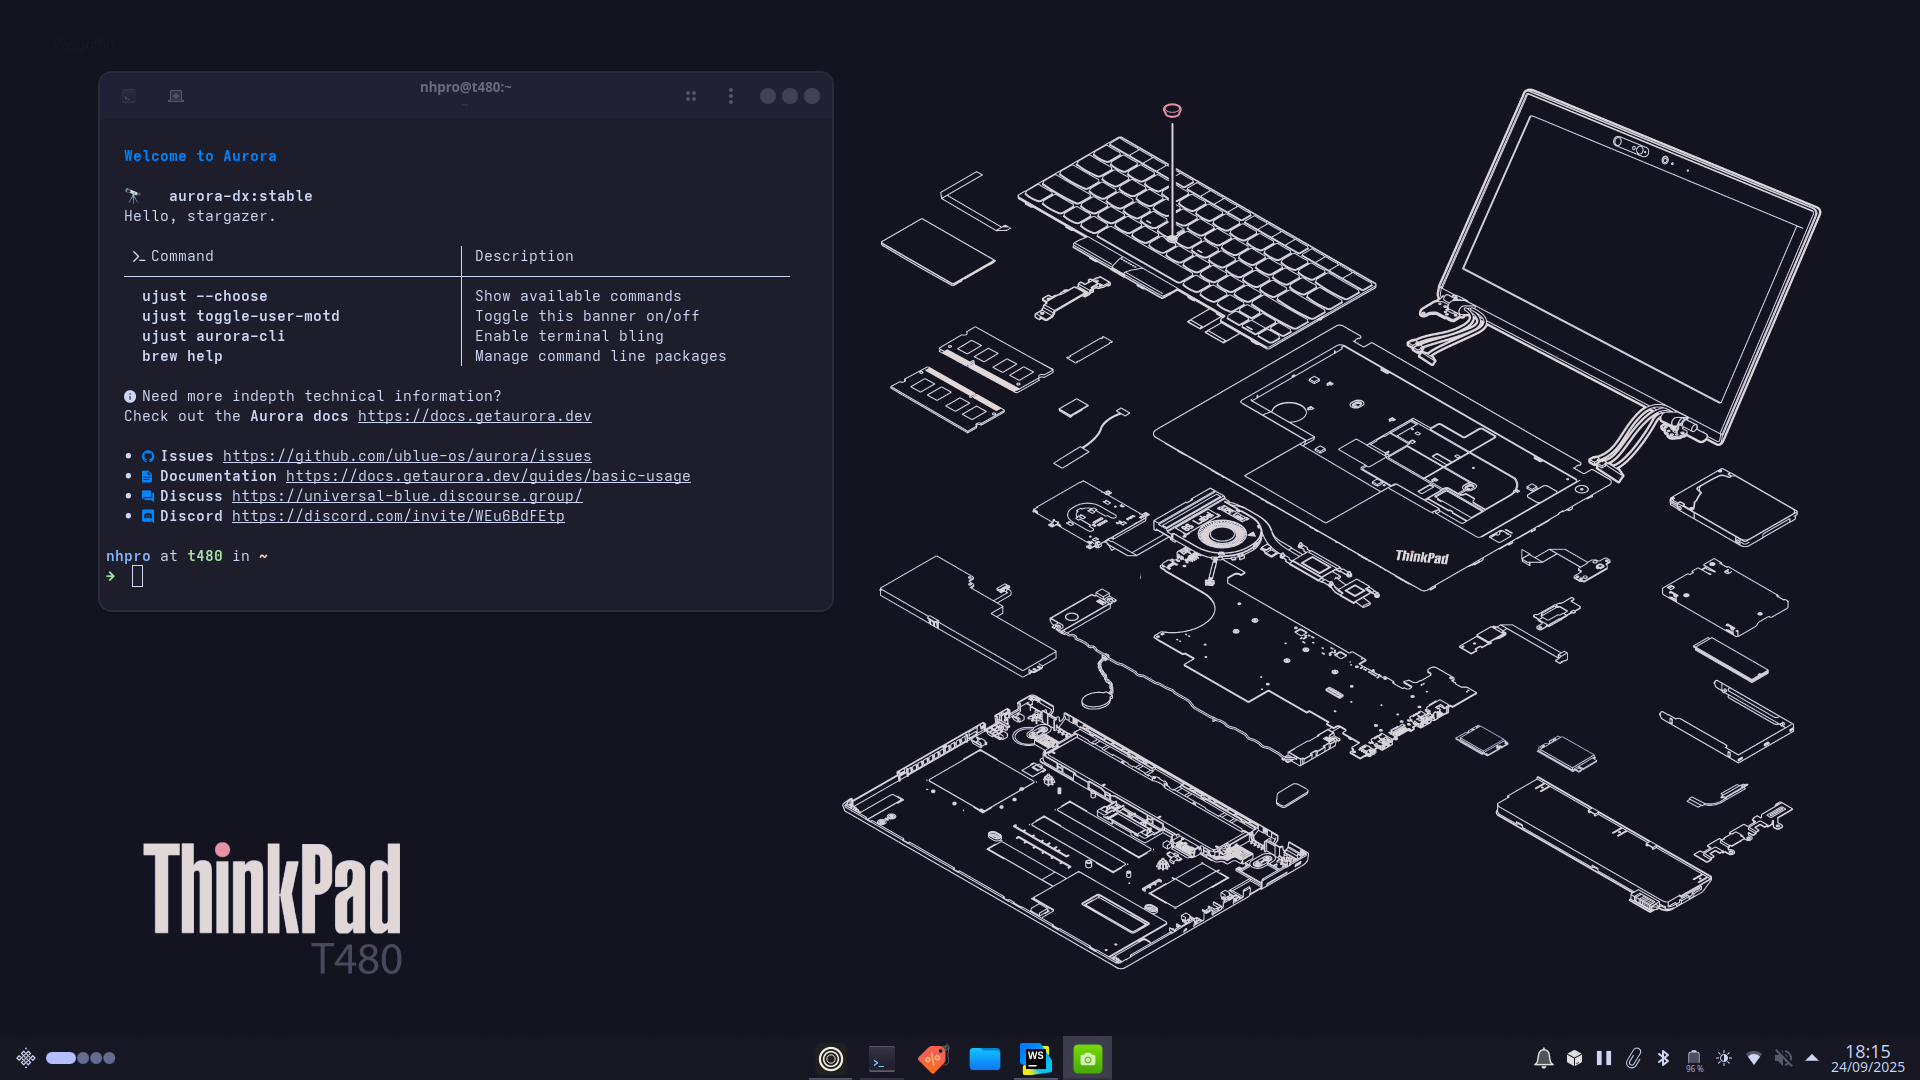 nhpro@t480:~
~
Welcome to Aurora
aurora-dx:stable
Hello, stargazer.
Command Description
ujust --choose Show available commands
ujust toggle-user-motd Toggle this banner on/off
ujust aurora-cli Enable terminal bling
brew help Manage command line packages
Need more indepth technical information?
Check out the Aurora docs https://docs.getaurora.dev
• Issues https://github.com/ublue-os/aurora/issues
• Documentation https://docs.getaurora.dev/guides/basic-usage
• Discuss https://universal-blue.discourse.group/
• Discord https://discord.com/invite/WEu6BdFEtp
nhpro at t480 in ~
→
ThinkPad
ThinkPad
T480
WS
96 %
18:15
24/09/2025